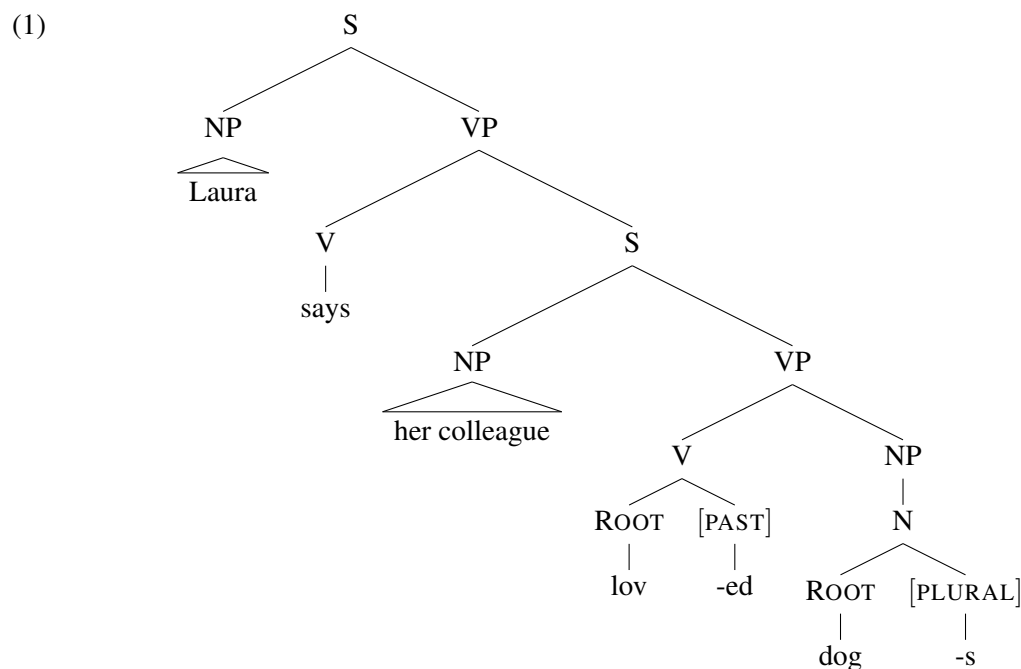 (1) S
NP VP
Laura
V S
says
NP VP
her colleague
V NP
ROOT [PAST] N
lov -ed
ROOT [PLURAL]
dog -s